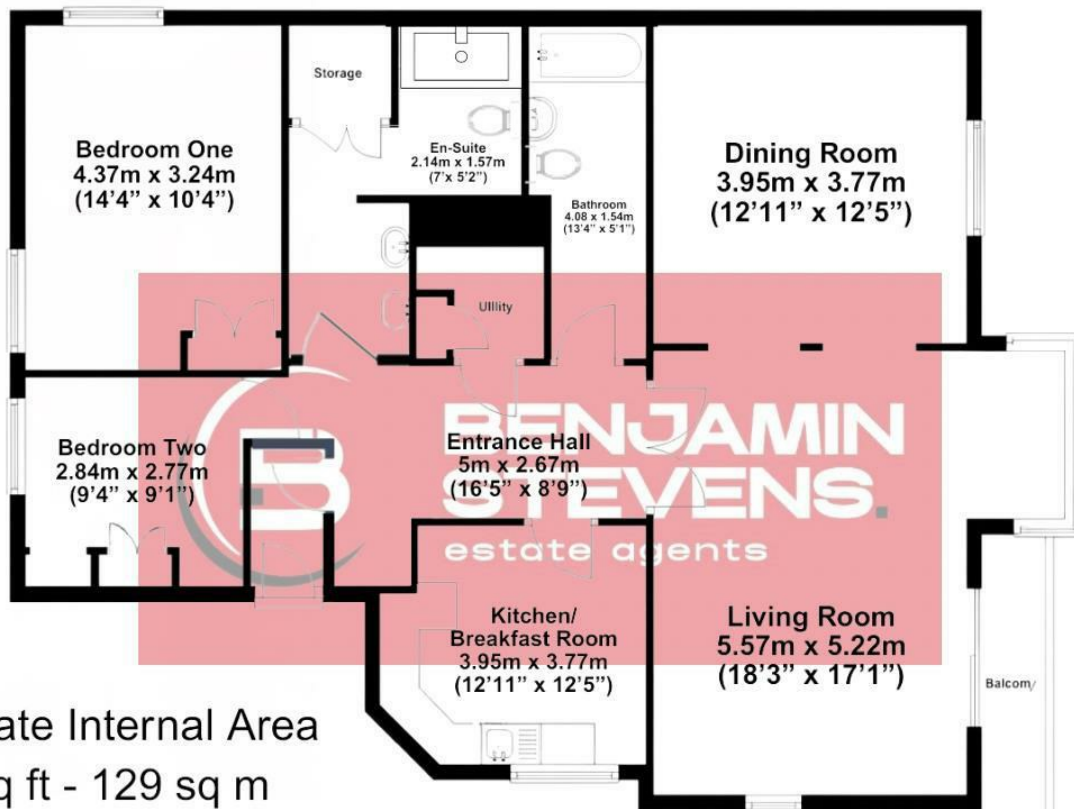 Storage
Bedroom One
4.37m x 3.24m
(14'4" x 10'4")
En-Suite
2.14m x 1.57m
(7'x 5'2")
Bathroom
4.08 x 1.54m
(13'4" x 5'1")
Dining Room
3.95m x 3.77m
(12'11" x 12'5")
Utility
Bedroom Two
2.84m x 2.77m
(9'4" x 9'1")
Entrance Hall
5m x 2.67m
(16'5" x 8'9")
B
BENJAMIN
STEVENS.
estate agents
Kitchen/
Breakfast Room
3.95m x 3.77m
(12'11" x 12'5")
Living Room
5.57m x 5.22m
(18'3" x 17'1")
Balcony
ate Internal Area
q ft - 129 sq m